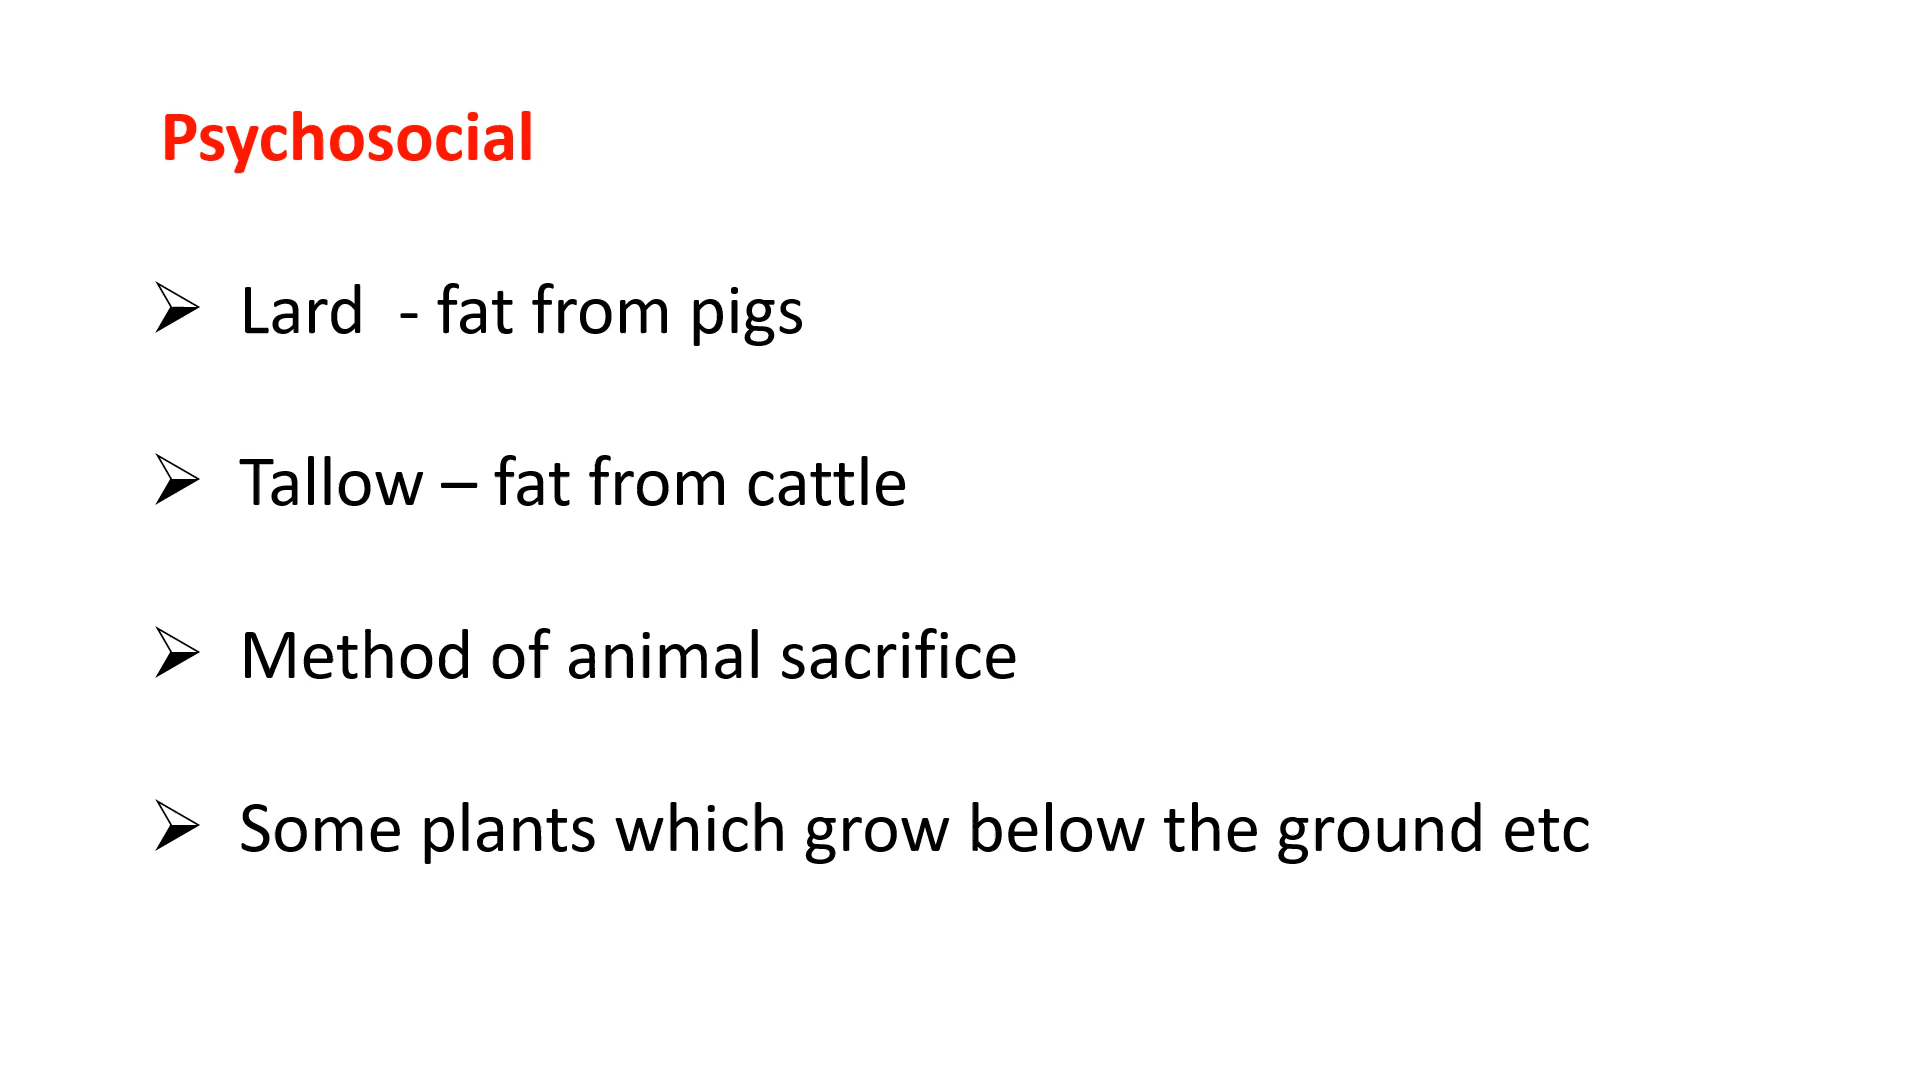 Psychosocial
➢ Lard  - fat from pigs
➢ Tallow – fat from cattle
➢ Method of animal sacrifice
➢ Some plants which grow below the ground etc